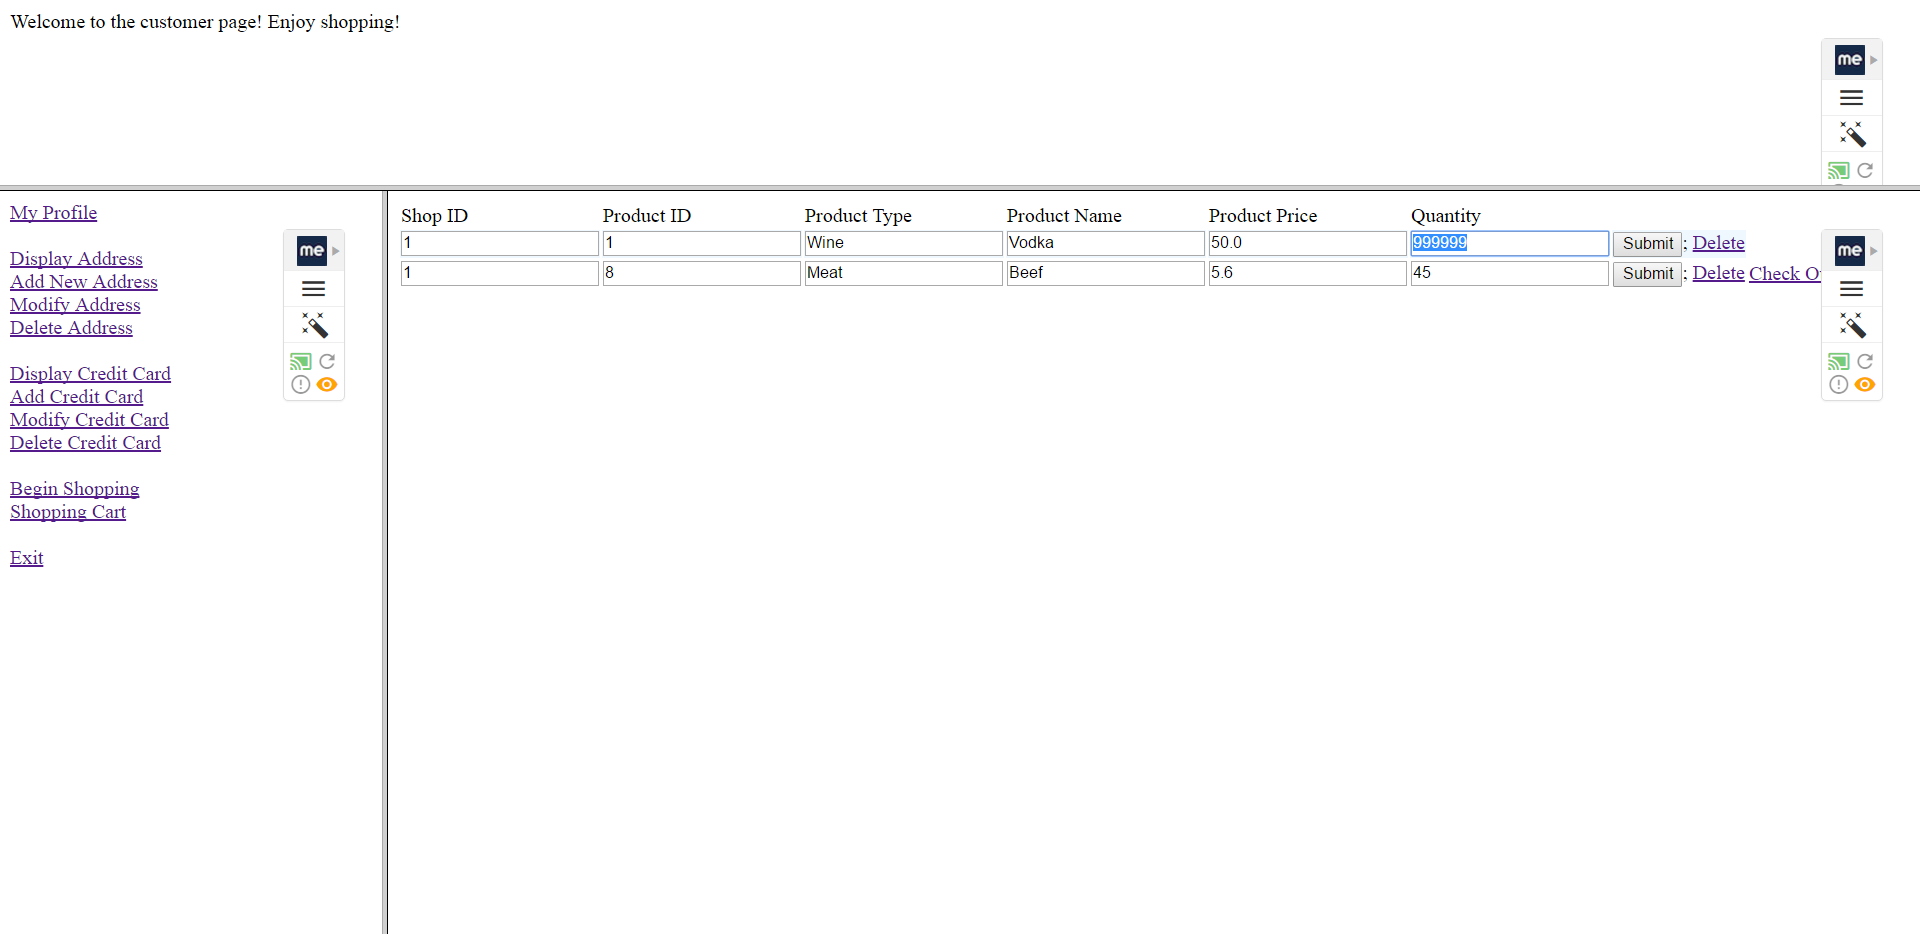 Welcome to the customer page! Enjoy shopping!
me
My Profile
Display Address
Add New Address
Modify Address
Delete Address
Display Credit Card
Add Credit Card
Modify Credit Card
Delete Credit Card
Begin Shopping
Shopping Cart
Exit
me
Shop ID Product ID Product Type Product Name Product Price Quantity
1 1 Wine Vodka 50.0 999999 Submit ; Delete
1 8 Meat Beef 5.6 45 Submit ; Delete Check
me